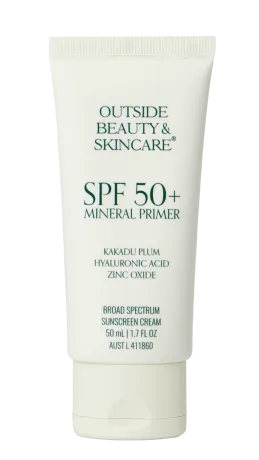 OUTSIDE
BEAUTY &
SKINCARE®
SPF 50+
MINERAL PRIMER
KAKADU PLUM
HYALURONIC ACID
ZINC OXIDE
BROAD SPECTRUM
SUNSCREEN CREAM
50 mL | 1.7 FL OZ
AUST L 411860